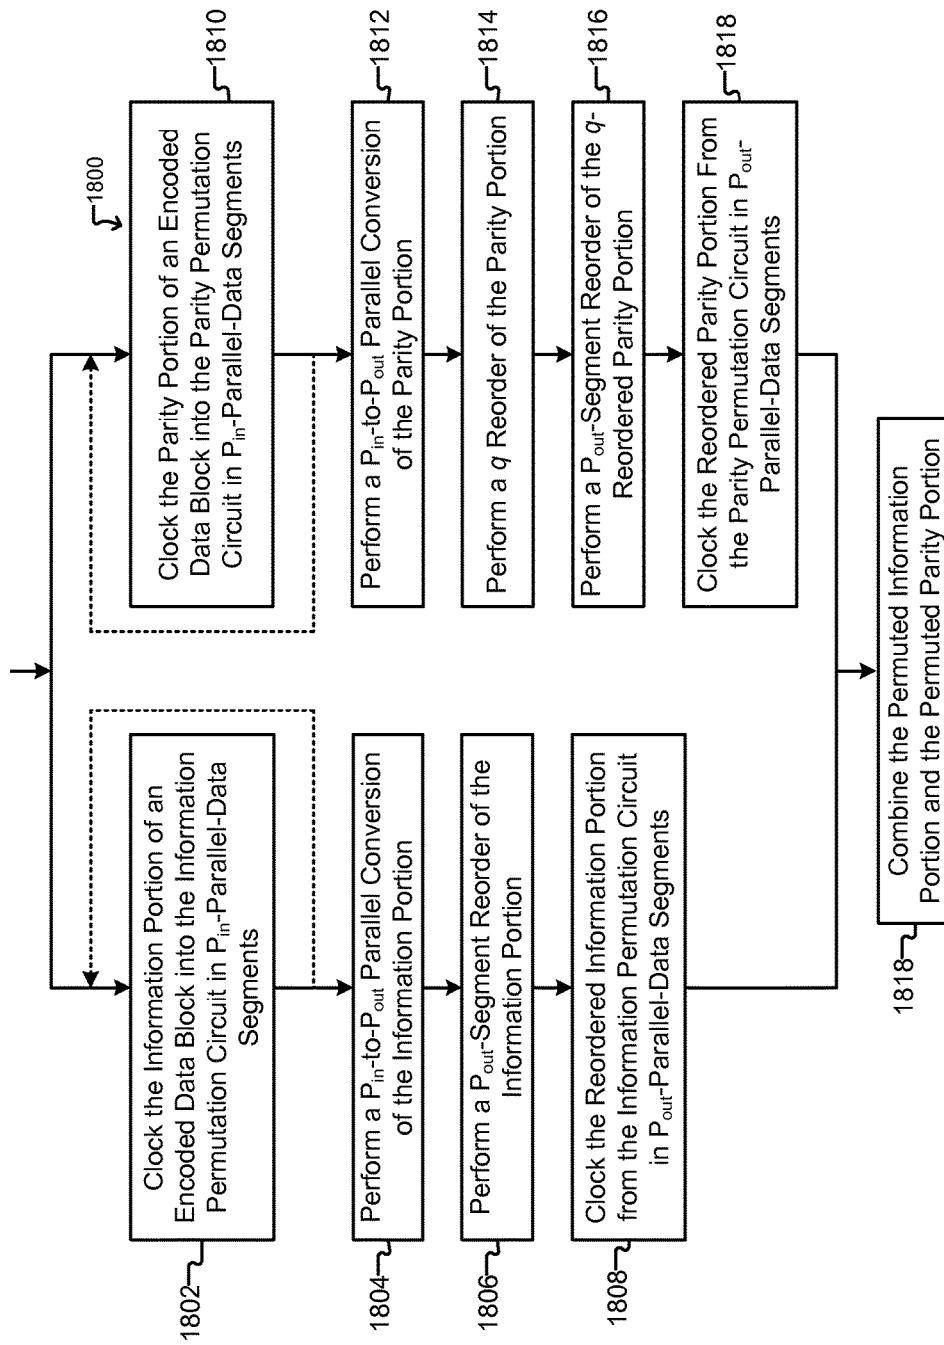 1800
Clock the Information Portion of an
Encoded Data Block into the Information
Permutation Circuit in Pin-Parallel-Data
Segments
1802
Perform a Pin-to-Pout Parallel Conversion
of the Information Portion
1804
Perform a Pout-Segment Reorder of the
Information Portion
1806
Clock the Reordered Information Portion
from the Information Permutation Circuit
in Pout-Parallel-Data Segments
1808
Clock the Parity Portion of an Encoded
Data Block into the Parity Permutation
Circuit in Pin-Parallel-Data Segments
1810
Perform a Pin-to-Pout Parallel Conversion
of the Parity Portion
1812
Perform a q Reorder of the Parity Portion
1814
Perform a Pout-Segment Reorder of the q-
Reordered Parity Portion
1816
Clock the Reordered Parity Portion From
the Parity Permutation Circuit in Pout-
Parallel-Data Segments
1818
Combine the Permuted Information
Portion and the Permuted Parity Portion
1818